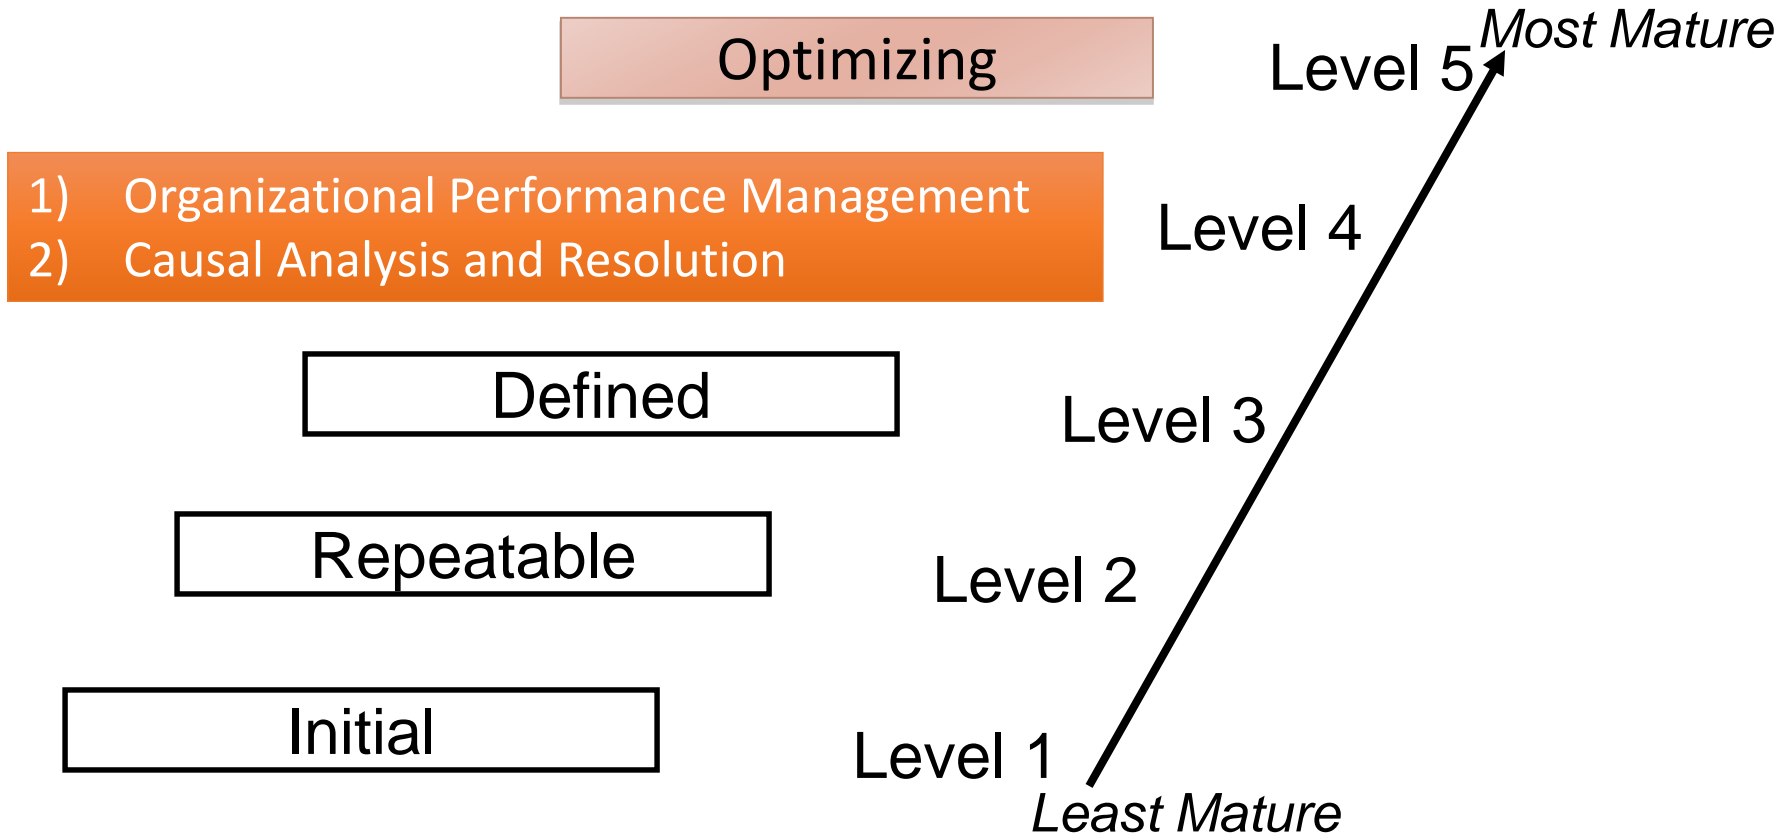 Most Mature
Optimizing
Level 5
1) Organizational Performance Management
2) Causal Analysis and Resolution
Level 4
Defined
Level 3
Repeatable
Level 2
Initial
Level 1
Least Mature